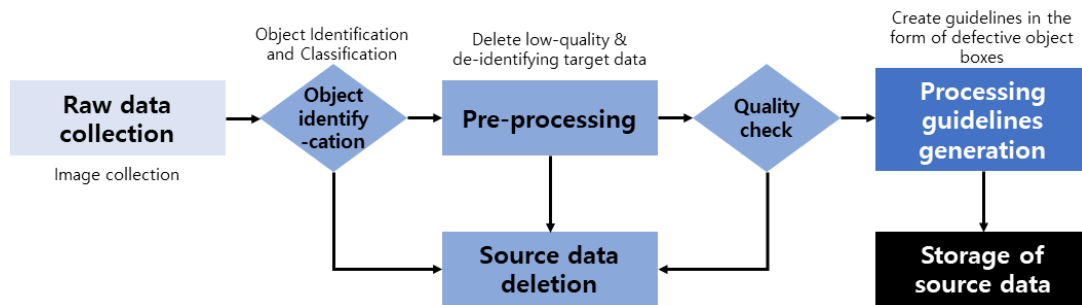 Object Identification
and Classification
Delete low-quality &
de-identifying target data
Create guidelines in the
form of defective object
boxes
Raw data
collection
Image collection
Object
identify
-cation
Pre-processing
Quality
check
Processing
guidelines
generation
Source data
deletion
Storage of
source data